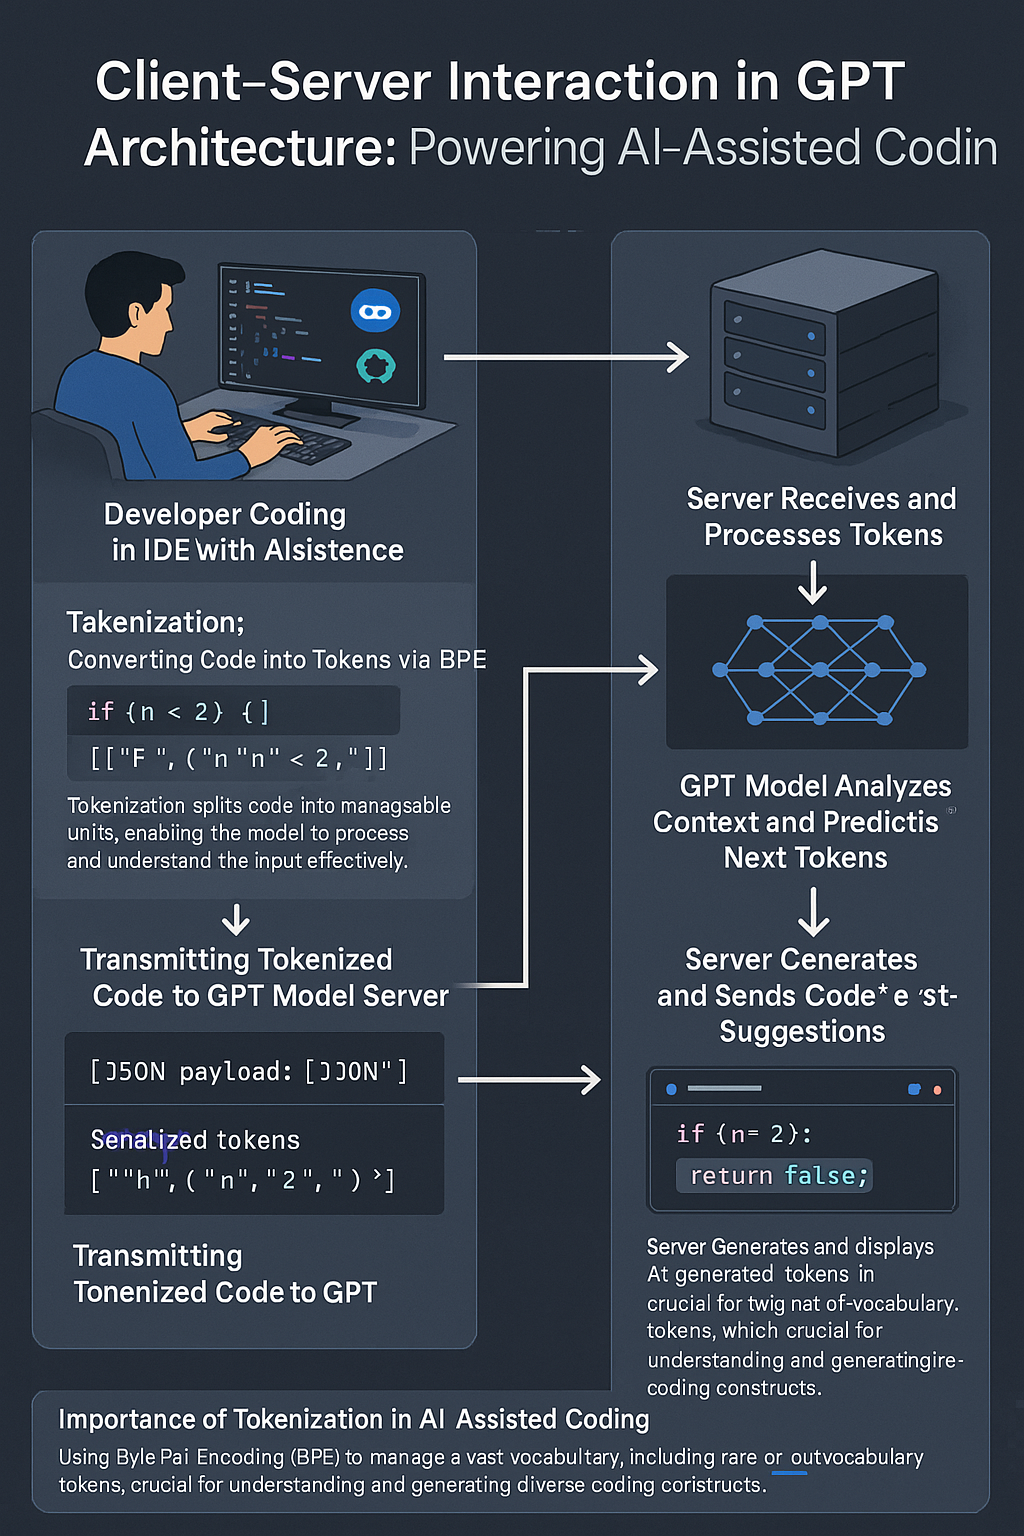 Client–Server Interaction in GPT
Architecture: Powering AI–Assisted Codin
Developer Coding
in IDE With AIsistence
Takenization;
Converting Code into Tokens via BPE
if (n < 2) {]
[["F ", ("n "n" < 2,"]]
Tokenization splits code into managsable
units, enabiing the model to process
and understand the input effectively.
Transmitting Tokenized
Code to GPT Model Server
[J5ON payload: [JJON"]
Senalized tokens
[""h"", ("n","2",") ʾ]
Transmitting
Tonenized Code to GPT
Server Receives and
Processes Tokens
GPT Model Analyzes
Context and Predictis
Next Tokens
Server Cenerates
and Sends Code* e ʼst-
Suggestions
if (n= 2):
return false;
Server Generates and displays
At generated tokens in
crucial for twig nat of-vocabulary.
tokens, which crucial for
understanding and generatingire-
coding constructs.
Importance of Tokenization in AI Assisted Coding
Using Byle Pai Encoding (BPE) to manage a vast vocabultary, including rare or outvocabulary
tokens, crucial for understanding and generating diverse coding coristructs.